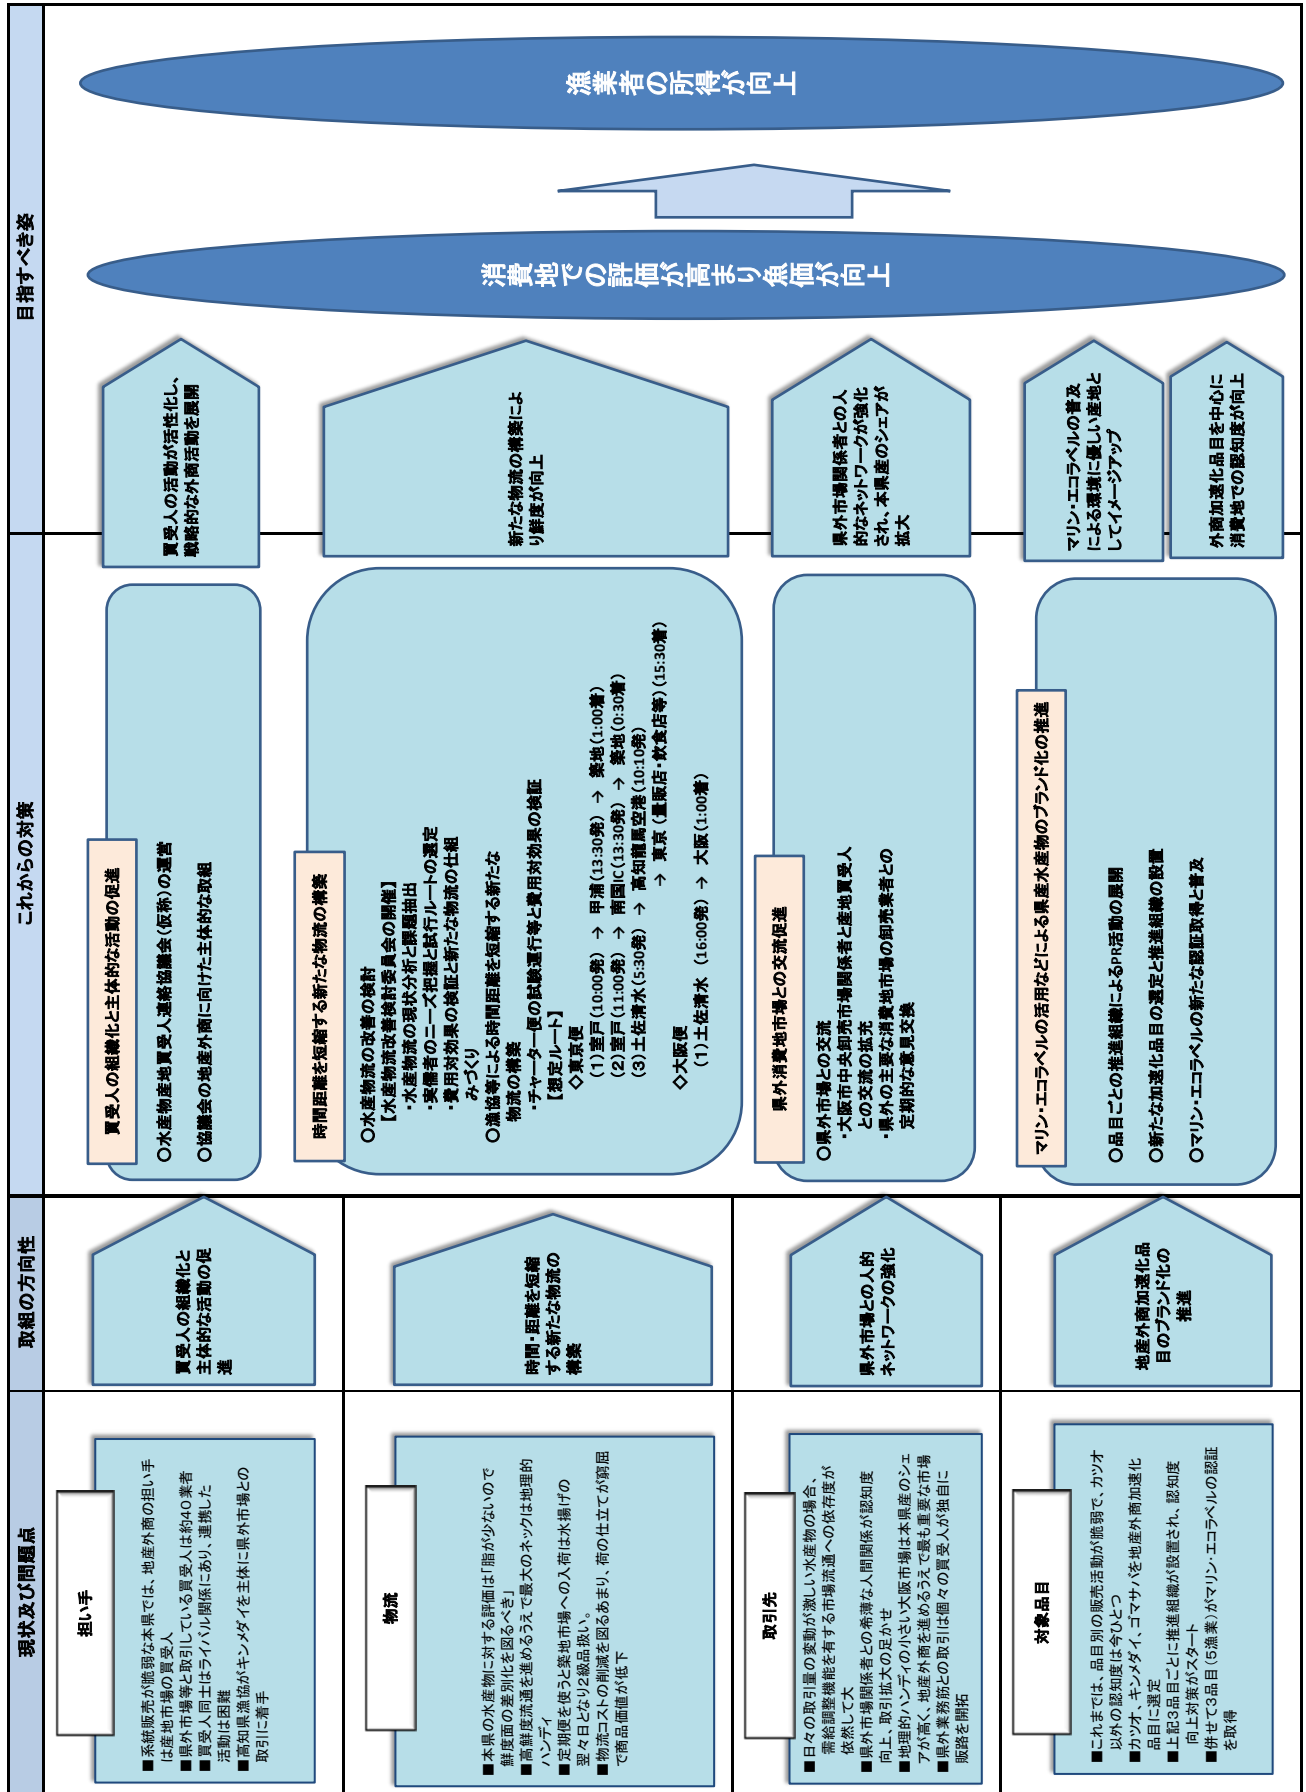 現状及び問題点
取組の方向性
これからの対策
目指すべき姿
担い手
■系統販売が脆弱な本県では、地産外商の担い手
は産地市場の買受人
■県外市場等と取引している買受人は約40業者
■買受人同士はライバル関係にあり、連携した
活動は困難
■高知県漁協がキンメダイを主体に県外市場との
取引に着手
買受人の組織化と
主体的な活動の促
進
買受人の組織化と主体的な活動の促進
○水産物産地買受人連絡協議会(仮称)の運営
○協議会の地産外商に向けた主体的な取組
買受人の活動が活性化し、
戦略的な外商活動を展開
物流
■本県の水産物に対する評価は「脂が少ないので
鮮度面の差別化を図るべき」
■高鮮度流通を進めるうえで最大のネックは地理的
ハンディ
■定期便を使うと築地市場への入荷は水揚げの
翌々日となり2級品扱い。
■物流コストの削減を図るあまり、荷の仕立てが窮屈
で商品価値が低下
時間・距離を短縮
する新たな物流の
構築
時間距離を短縮する新たな物流の構築
○水産物流の改善の検討
【水産物流改善検討委員会の開催】
・水産物流の現状分析と課題抽出
・実需者のニーズ把握と試行ルートの選定
・費用対効果の検証と新たな物流の仕組
みづくり
○漁協等による時間距離を短縮する新たな
物流の構築
・チャーター便の試験運行等と費用対効果の検証
【想定ルート】
◇東京便
(1)室戸(10:00発) → 甲浦(13:30発) → 築地(1:00着)
(2)室戸(11:00発) → 南国IC(13:30発) → 築地(0:30着)
(3)土佐清水(5:30発) → 高知龍馬空港(10:10発)
→ 東京(量販店・飲食店等)(15:30着)
◇大阪便
(1)土佐清水 (16:00発) → 大阪(1:00着)
新たな物流の構築によ
り鮮度が向上
取引先
■日々の取引量の変動が激しい水産物の場合、
需給調整機能を有する市場流通への依存度が
依然して大
■県外市場関係者との希薄な人間関係が認知度
向上、取引拡大の足かせ
■地理的ハンディの小さい大阪市場は本県産のシェ
アが高く、地産外商を進めるうえで最も重要な市場
■県外業務筋との取引は個々の買受人が独自に
販路を開拓
県外市場との人的
ネットワークの強化
県外消費地市場との交流促進
○県外市場との交流
・大阪市中央卸売市場関係者と産地買受人
との交流の拡充
・県外の主要な消費地市場の卸売業者との
定期的な意見交換
県外市場関係者との人
的なネットワークが強化
され、本県産のシェアが
拡大
対象品目
■これまでは、品目別の販売活動が脆弱で、カツオ
以外の認知度は今ひとつ
■カツオ、キンメダイ、ゴマサバを地産外商加速化
品目に選定
■上記3品目ごとに推進組織が設置され、認知度
向上対策がスタート
■併せて3品目(5漁業)がマリン・エコラベルの認証
を取得
地産外商加速化品
目のブランド化の
推進
マリン・エコラベルの活用などによる県産水産物のブランド化の推進
○品目ごとの推進組織によるPR活動の展開
○新たな加速化品目の選定と推進組織の設置
○マリン・エコラベルの新たな認証取得と普及
マリン・エコラベルの普及
による環境に優しい産地と
してイメージアップ
外商加速化品目を中心に
消費地での認知度が向上
消費地での評価が高まり魚価が向上
漁業者の所得が向上